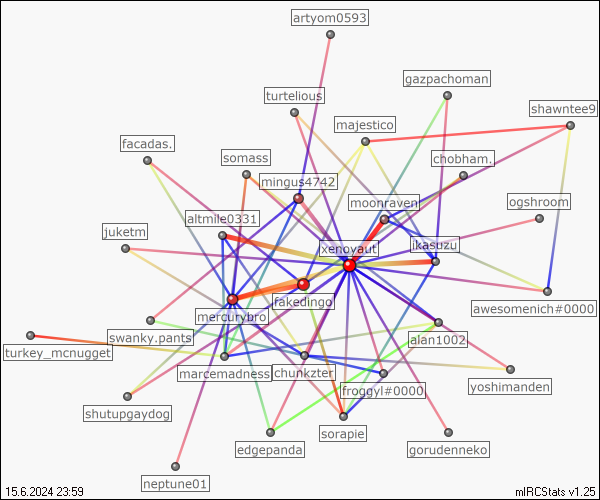 artyom0593
gazpachoman
turtelious
shawntee9
majestico
facadas.
somass
chobham.
mingus4742
moonraven
ogshroom
altmile0331
juketm
xenoyaut
ikasuzu
fakedingo
awesomenich#0000
mercurybro
swanky.pants
alan1002
turkey_mcnugget
marcemadness
chunkzter
froggyl#0000
yoshimanden
shutupgaydog
sorapie
edgepanda
gorudenneko
neptune01
15.6.2024 23:59
mIRCStats v1.25